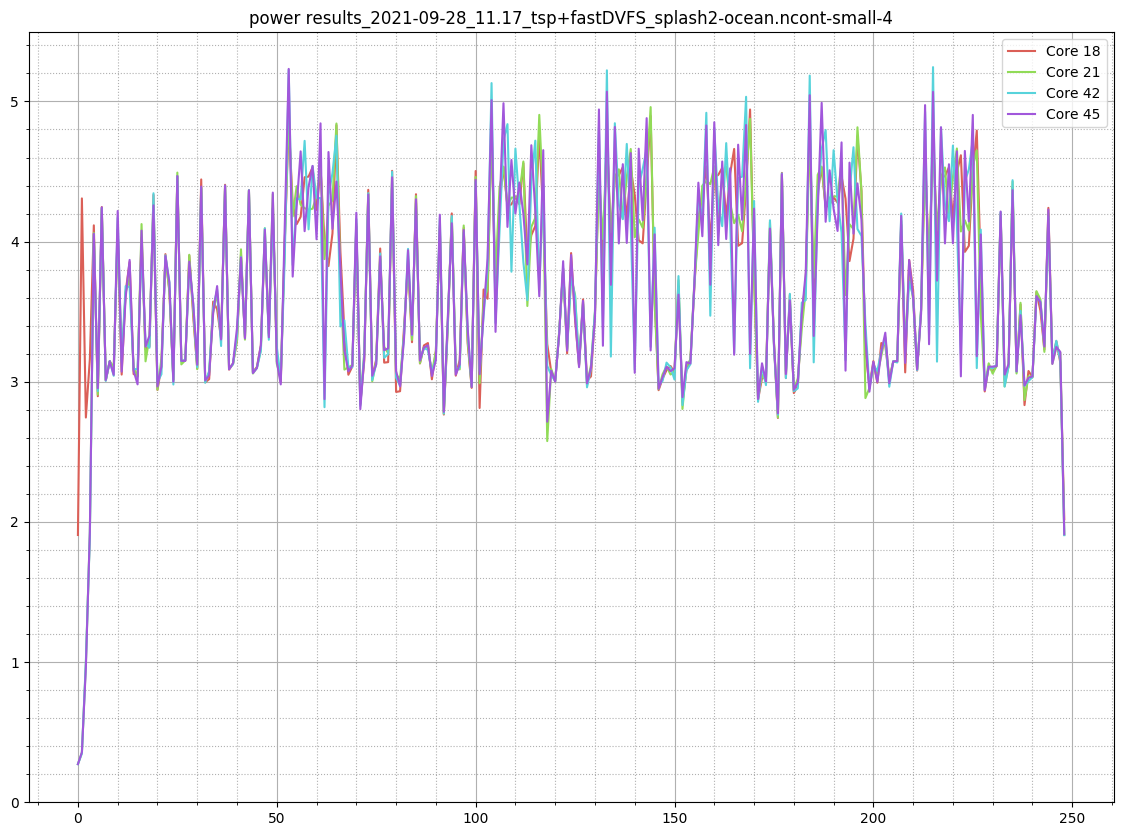 power results_2021-09-28_11.17_tsp+fastDVFS_splash2-ocean.ncont-small-4
Core 18
Core 21
Core 42
Core 45
5
4
3
2
1
0
0 50 100 150 200 250